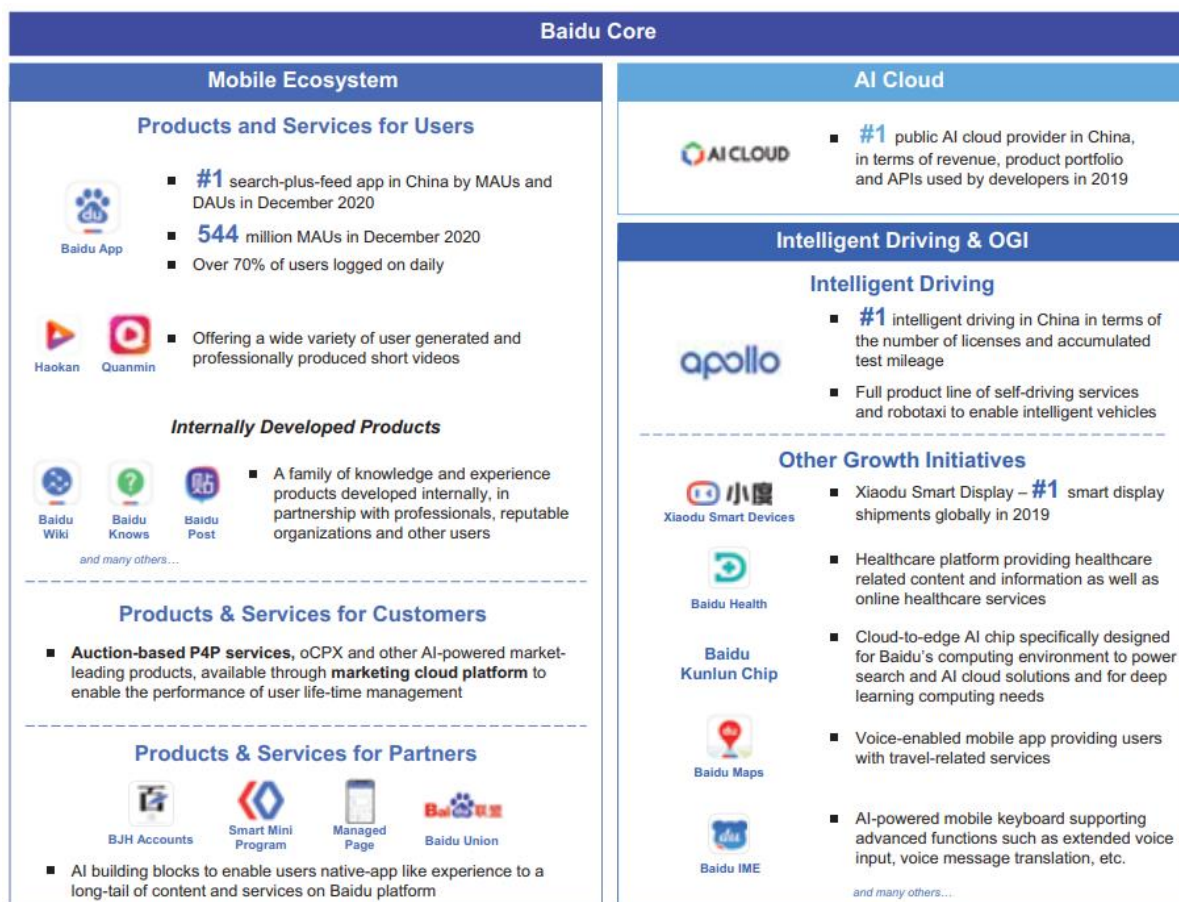 Baidu Core
Mobile Ecosystem
Products and Services for Users
du
Baidu App
■ #1 search-plus-feed app in China by MAUs and
DAUs in December 2020
■ 544 million MAUs in December 2020
■ Over 70% of users logged on daily
Haokan
Quanmin
■ Offering a wide variety of user generated and
professionally produced short videos
Internally Developed Products
?
贴
Baidu
Wiki
Baidu
Knows
Baidu
Post
■ A family of knowledge and experience
products developed internally, in
partnership with professionals, reputable
organizations and other users
and many others…
Products & Services for Customers
■ Auction-based P4P services, oCPX and other AI-powered market-
leading products, available through marketing cloud platform to
enable the performance of user life-time management
Products & Services for Partners
BJH Accounts
Smart Mini
Program
Managed
Page
Bai du 联盟
Baidu Union
■ AI building blocks to enable users native-app like experience to a
long-tail of content and services on Baidu platform
AI Cloud
AI CLOUD
■ #1 public AI cloud provider in China,
in terms of revenue, product portfolio
and APIs used by developers in 2019
Intelligent Driving & OGI
Intelligent Driving
apollo
■ #1 intelligent driving in China in terms of
the number of licenses and accumulated
test mileage
■ Full product line of self-driving services
and robotaxi to enable intelligent vehicles
Other Growth Initiatives
小度
Xiaodu Smart Devices
■ Xiaodu Smart Display – #1 smart display
shipments globally in 2019
Baidu Health
■ Healthcare platform providing healthcare
related content and information as well as
online healthcare services
Baidu
Kunlun Chip
■ Cloud-to-edge AI chip specifically designed
for Baidu's computing environment to power
search and AI cloud solutions and for deep
learning computing needs
du
Baidu Maps
■ Voice-enabled mobile app providing users
with travel-related services
du
Baidu IME
■ AI-powered mobile keyboard supporting
advanced functions such as extended voice
input, voice message translation, etc.
and many others…